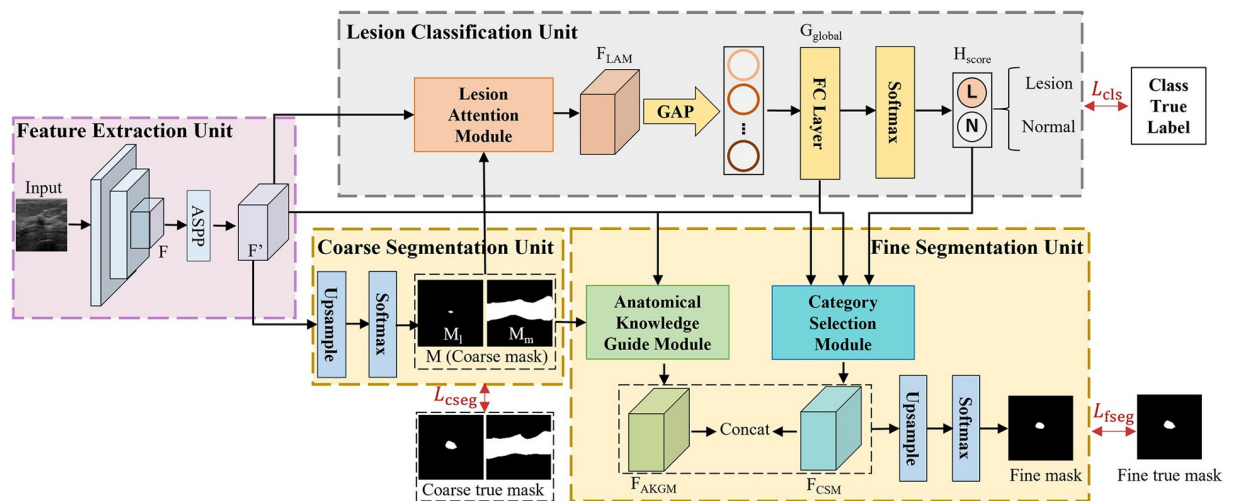 Lesion Classification Unit
G_global
F_LAM
H_score
Lesion
Attention
Module
GAP
...
FC Layer
Softmax
L
N
Lesion
Normal
L_cls
Class
True
Label
Feature Extraction Unit
Input
F
ASPP
F'
Coarse Segmentation Unit
Upsample
Softmax
M_l
M_m
M (Coarse mask)
L_cseg
Coarse true mask
Fine Segmentation Unit
Anatomical
Knowledge
Guide Module
Category
Selection
Module
Concat
F_AKGM
F_CSM
Upsample
Softmax
Fine mask
L_fseg
Fine true mask